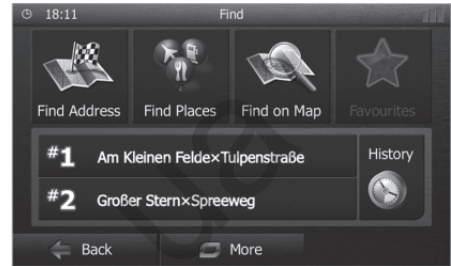 18:11 Find
Find Address Find Places Find on Map Favourites
#1 Am Kleinen Felde×Tulpenstraße
History
#2 Großer Stern×Spreeweg
Back More